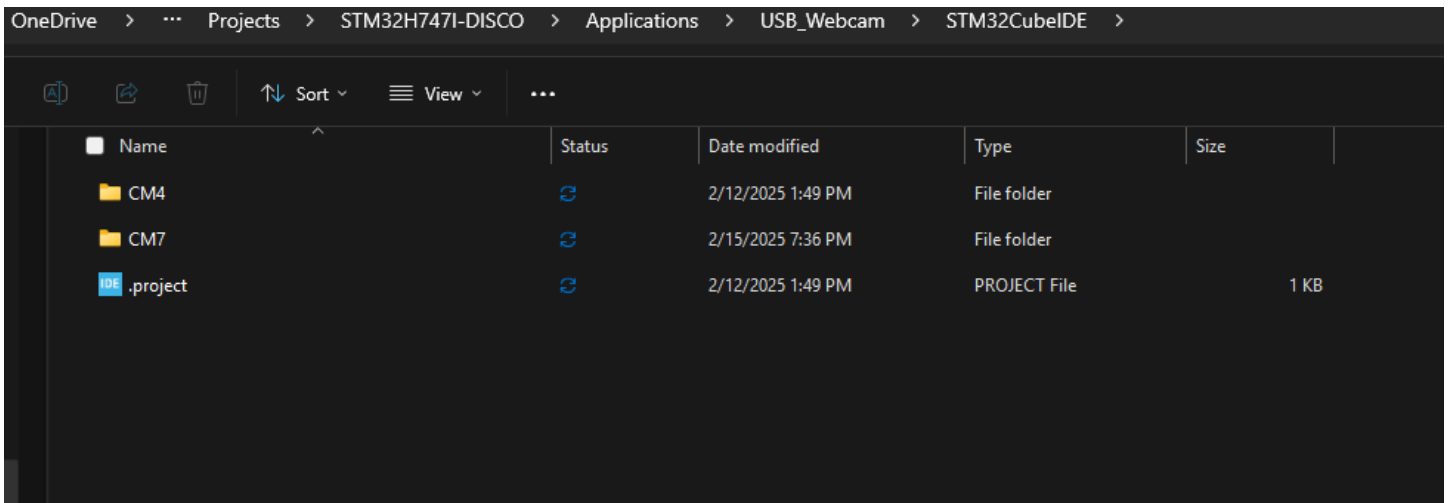 OneDrive > ··· Projects > STM32H747I-DISCO > Applications > USB_Webcam > STM32CubeIDE >
A Sort View ···
Name Status Date modified Type Size
CM4 2/12/2025 1:49 PM File folder
CM7 2/15/2025 7:36 PM File folder
IDE .project 2/12/2025 1:49 PM PROJECT File 1 KB